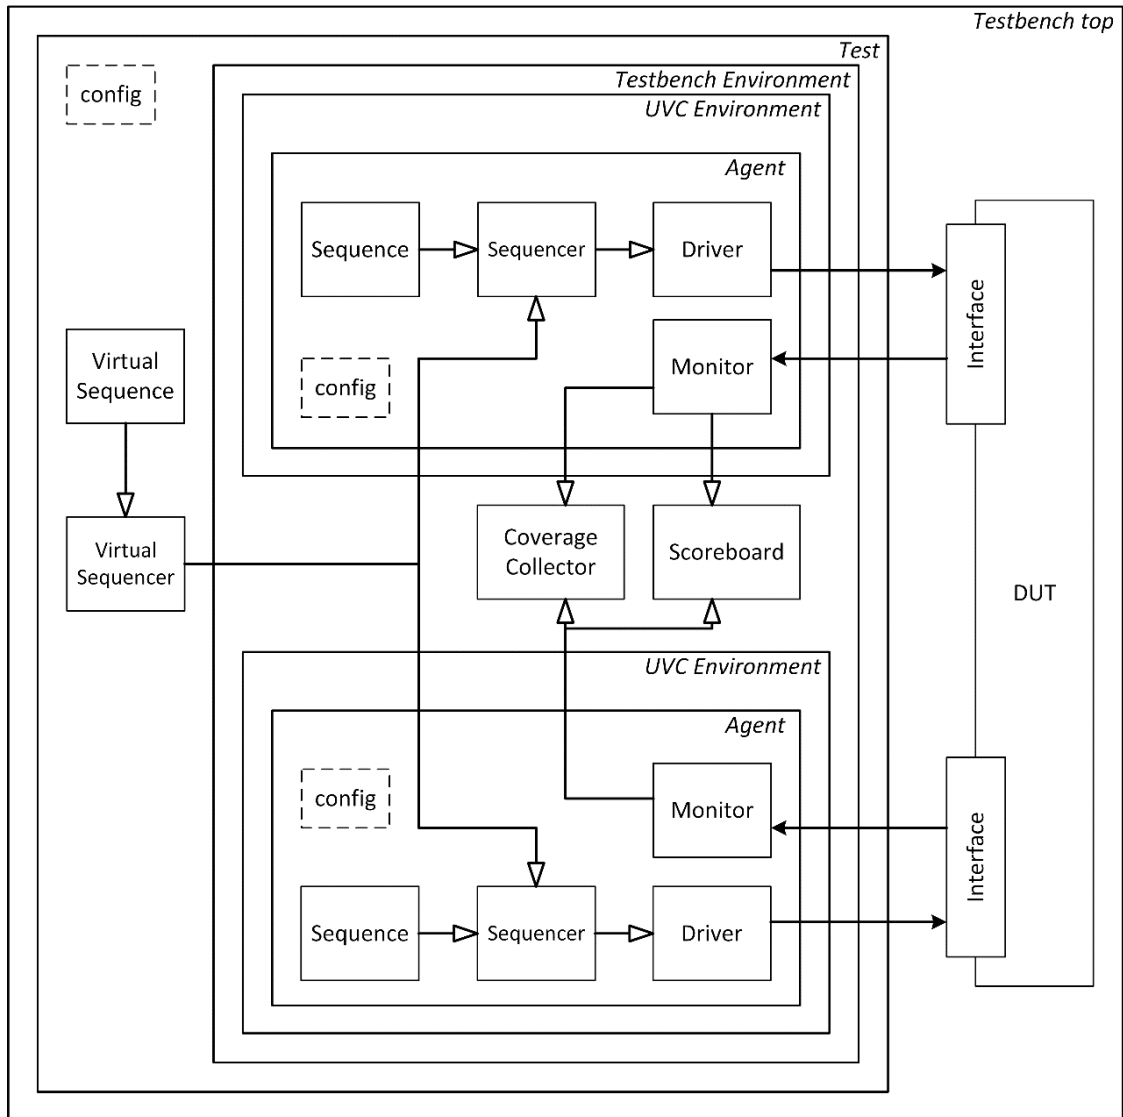 Testbench top
Test
config
Testbench Environment
UVC Environment
Agent
Sequence
Sequencer
Driver
Interface
Virtual
Sequence
config
Monitor
Virtual
Sequencer
Coverage
Collector
Scoreboard
DUT
UVC Environment
Agent
config
Monitor
Interface
Sequence
Sequencer
Driver